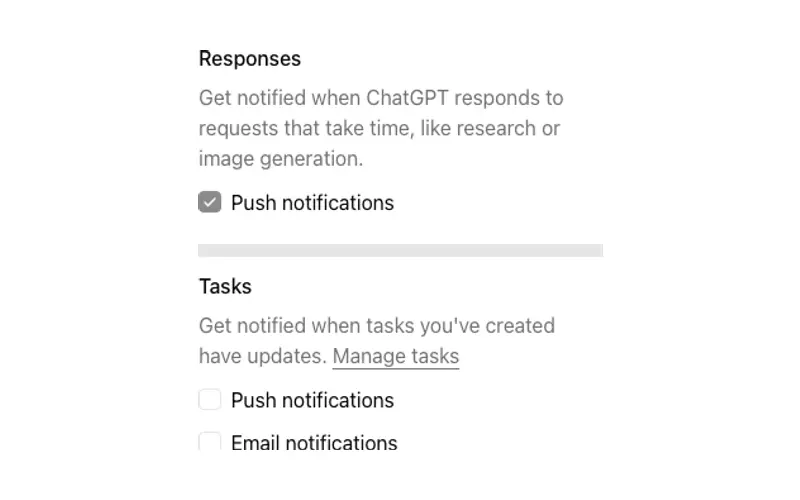 Responses
Get notified when ChatGPT responds to
requests that take time, like research or
image generation.
Push notifications
Tasks
Get notified when tasks you've created
have updates. Manage tasks
Push notifications
Email notifications